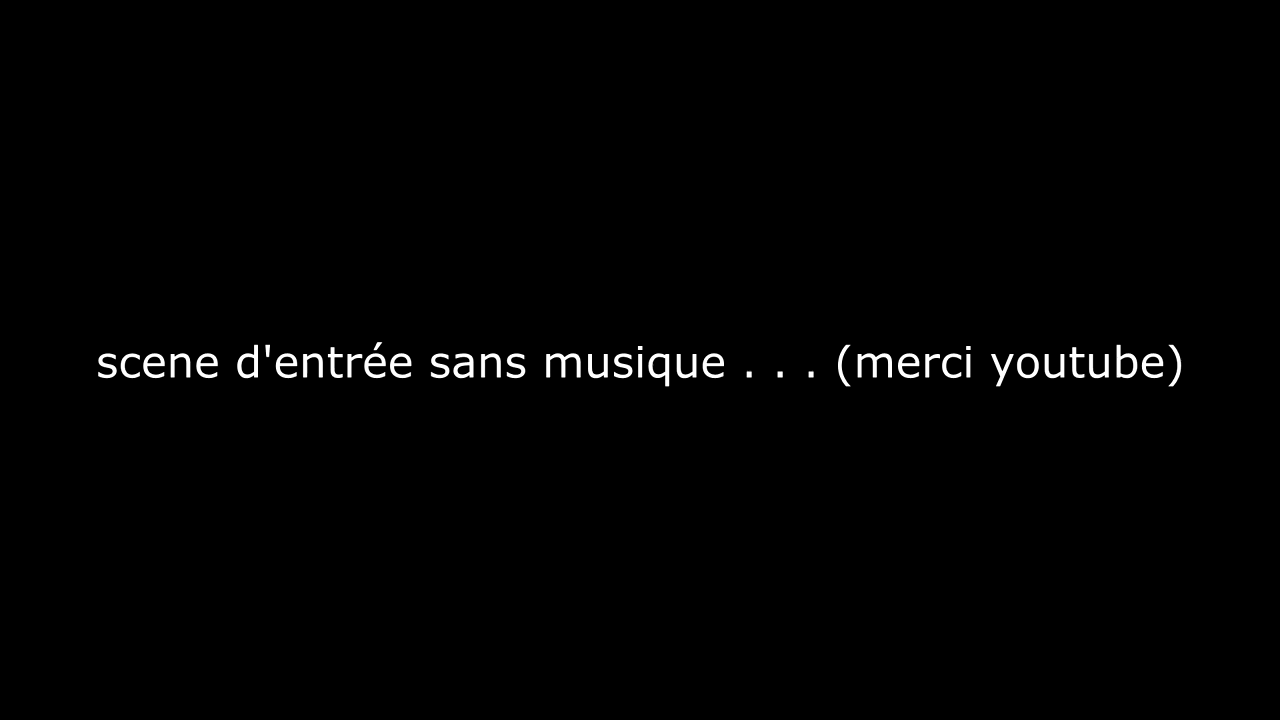 scene d'entrée sans musique . . . (merci youtube)